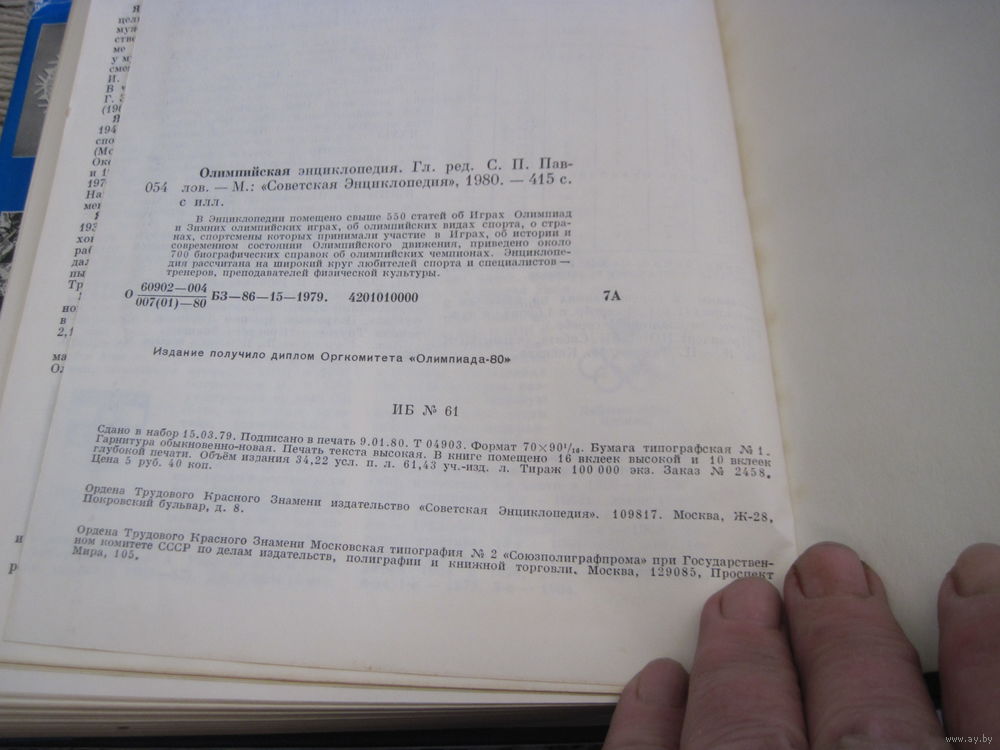 Олимпийская энциклопедия. Гл. ред. С. П. Пав-
054 лов. — М.: «Советская Энциклопедия», 1980. — 415 с.
с илл.
В Энциклопедии помещено свыше 550 статей об Играх Олимпиад
и Зимних олимпийских играх, об олимпийских видах спорта, о стра-
нах, спортсмены которых принимали участие в Играх, об истории и
современном состоянии Олимпийского движения, приведено около
700 биографических справок об олимпийских чемпионах. Энциклопе-
дия рассчитана на широкий круг любителей спорта и специалистов —
тренеров, преподавателей физической культуры.
О 60902—004
007(01)—80 БЗ—86—15—1979. 4201010000 7А
Издание получило диплом Оргкомитета «Олимпиада-80»
ИБ № 61
Сдано в набор 15.03.79. Подписано в печать 9.01.80. Т 04903. Формат 70×90¹/₁₆. Бумага типографская № 1.
Гарнитура обыкновенно-новая. Печать текста высокая. В книге помещено 16 вклеек высокой и 10 вклеек
глубокой печати. Объём издания 34,22 усл. п. л. 61,43 уч.-изд. л. Тираж 100 000 экз. Заказ № 2458.
Цена 5 руб. 40 коп.
Ордена Трудового Красного Знамени издательство «Советская Энциклопедия». 109817. Москва, Ж-28,
Покровский бульвар, д. 8.
Ордена Трудового Красного Знамени Московская типография № 2 «Союзполиграфпрома» при Государствен-
ном комитете СССР по делам издательств, полиграфии и книжной торговли. Москва, 129085, Проспект
Мира, 105.
www.ay.by